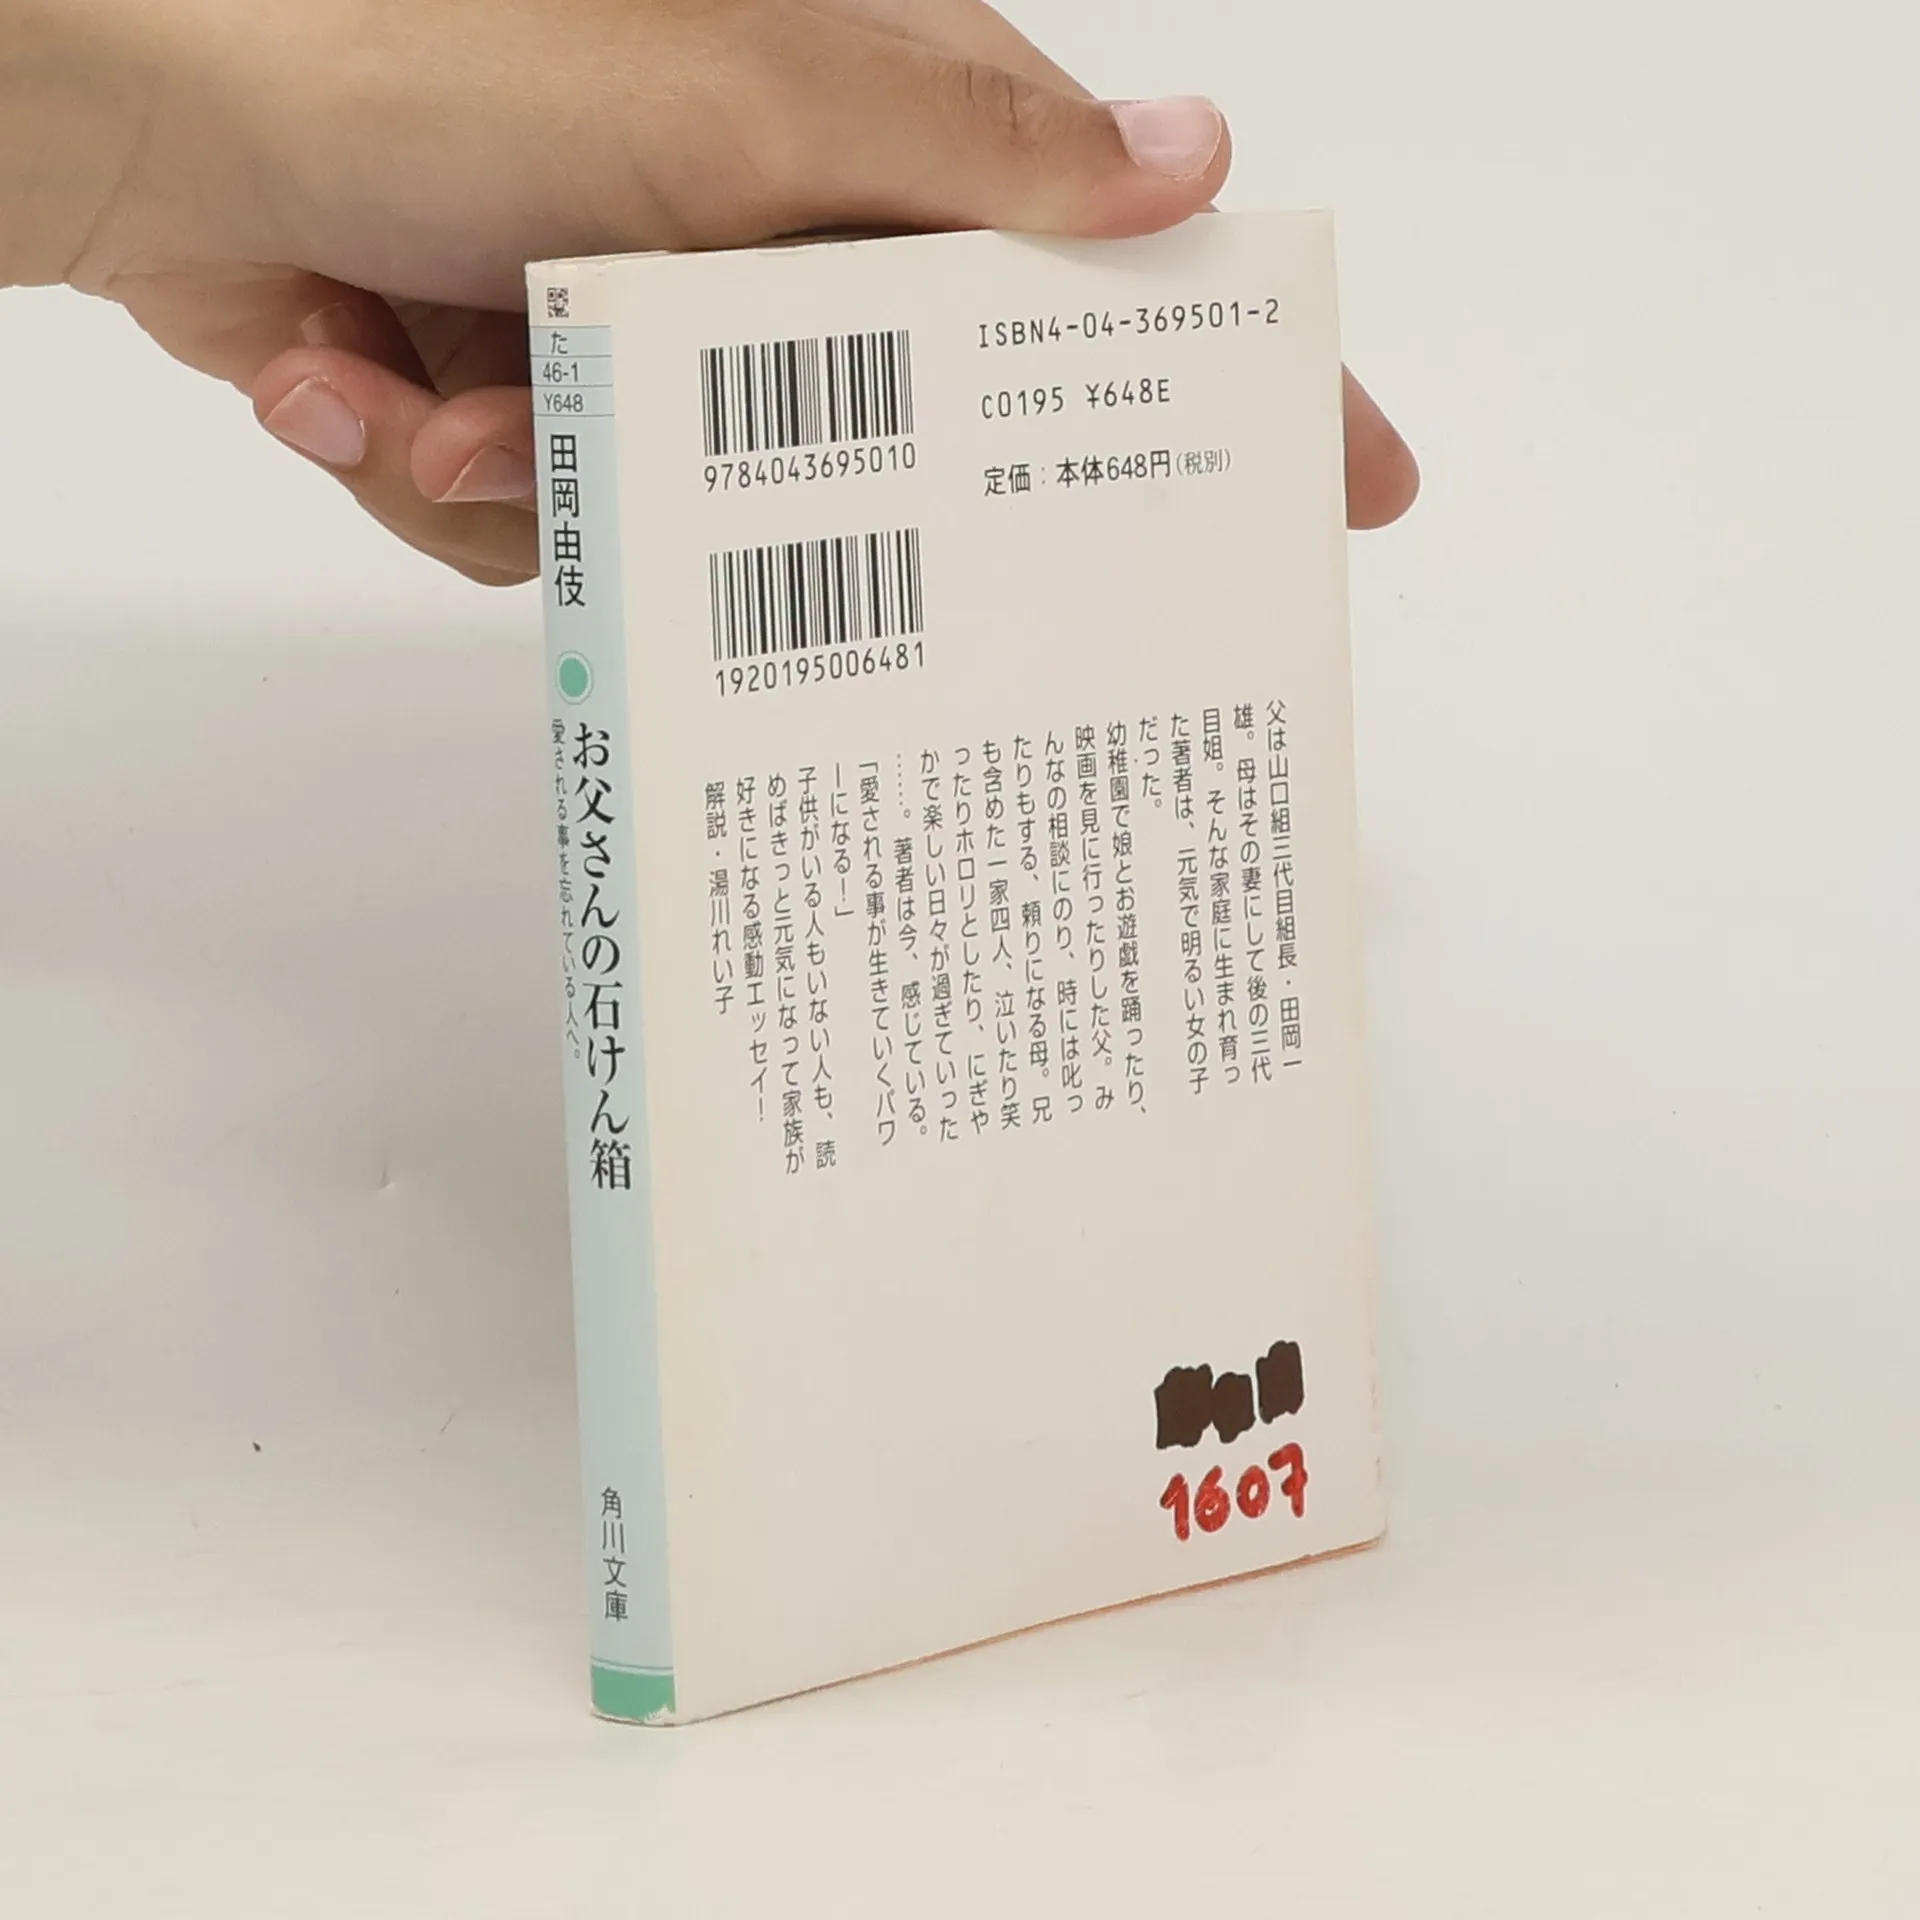 た
46-1
Y648
田岡由伎
お父さんの石けん箱
愛される事を忘れている人へ。
角川文庫
9784043695010
ISBN4-04-369501-2
C0195 ¥648E
定価：本体648円（税別）
1920195006481
父は山口組三代目組長・田岡一
雄。母はその妻にして後の三代
目姐。そんな家庭に生まれ育っ
た著者は、元気で明るい女の子
だった。
幼稚園で娘とお遊戯を踊ったり、
映画を見に行ったりした父。み
んなの相談にのり、時には叱っ
たりもする、頼りになる母。兄
も含めた一家四人、泣いたり笑
ったりホロリとしたり、にぎや
かで楽しい日々が過ぎていった
……。著者は今、感じている。
「愛される事が生きていくパワ
ーになる！」
子供がいる人もいない人も、読
めばきっと元気になって家族が
好きになる感動エッセイ！
解説・湯川れい子
1607